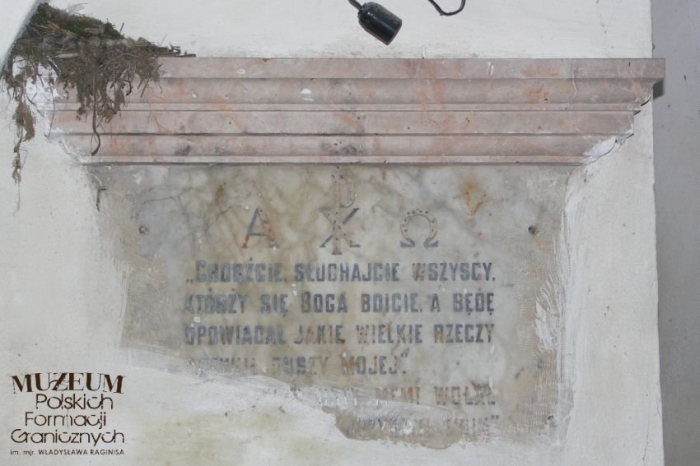 A ☧ Ω
„CHODŹCIE, SŁUCHAJCIE WSZYSCY,
KTÓRZY SIĘ BOGA BOICIE, A BĘDĘ
OPOWIADAŁ JAKIE WIELKIE RZECZY
DUSZY MOJEJ”.
MUZEUM
Polskich
Formacji
Granicznych
im. mjr. WŁADYSŁAWA RAGINISA